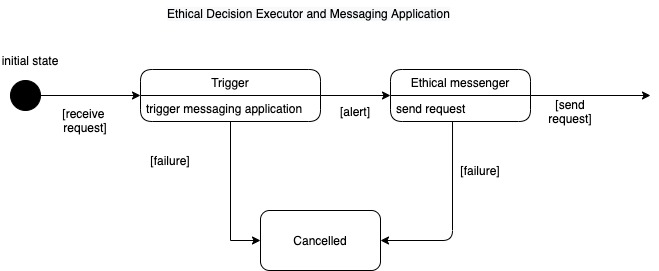 Ethical Decision Executor and Messaging Application
initial state
Trigger
Ethical messenger
trigger messaging application
send request
[receive
request]
[alert]
[send
request]
[failure]
[failure]
Cancelled